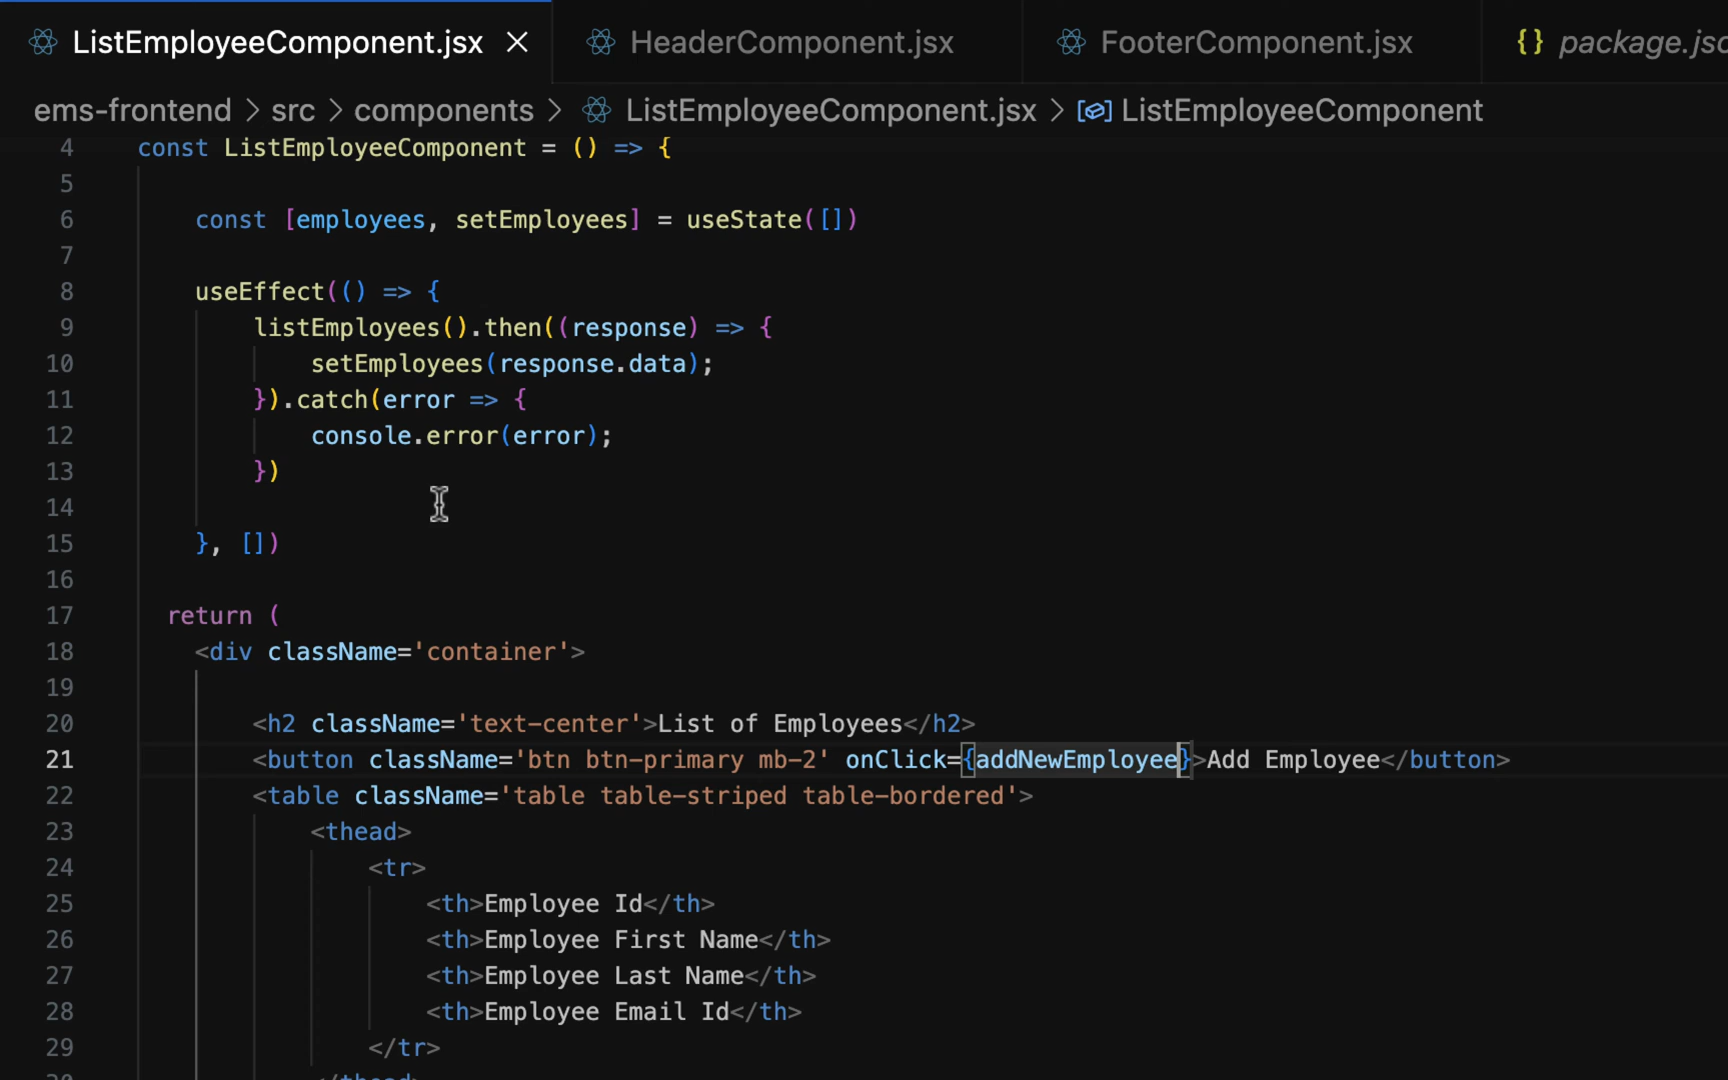 ListEmployeeComponent.jsx HeaderComponent.jsx FooterComponent.jsx {} package.jsc
ems-frontend > src > components > ListEmployeeComponent.jsx > ListEmployeeComponent
4 const ListEmployeeComponent = () => {
5
6 const [employees, setEmployees] = useState([])
7
8 useEffect(() => {
9 listEmployees().then((response) => {
10 setEmployees(response.data);
11 }).catch(error => {
12 console.error(error);
13 })
14
15 }, [])
16
17 return (
18 <div className='container'>
19
20 <h2 className='text-center'>List of Employees</h2>
21 <button className='btn btn-primary mb-2' onClick={addNewEmployee}>Add Employee</button>
22 <table className='table table-striped table-bordered'>
23 <thead>
24 <tr>
25 <th>Employee Id</th>
26 <th>Employee First Name</th>
27 <th>Employee Last Name</th>
28 <th>Employee Email Id</th>
29 </tr>